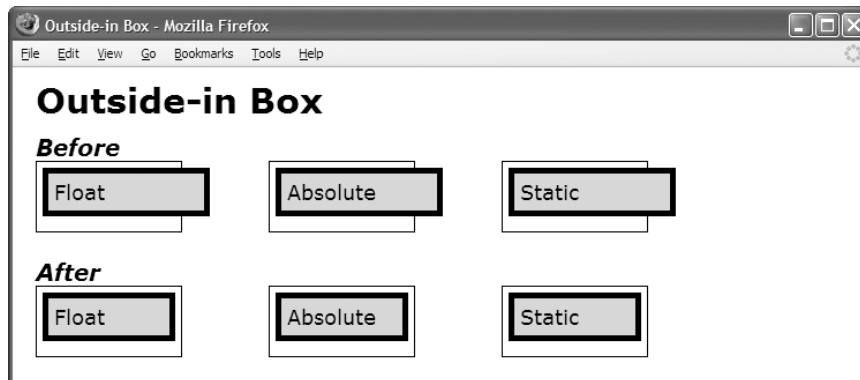 Outside-in Box - Mozilla Firefox
File Edit View Go Bookmarks Tools Help
Outside-in Box
Before
Float Absolute Static
After
Float Absolute Static